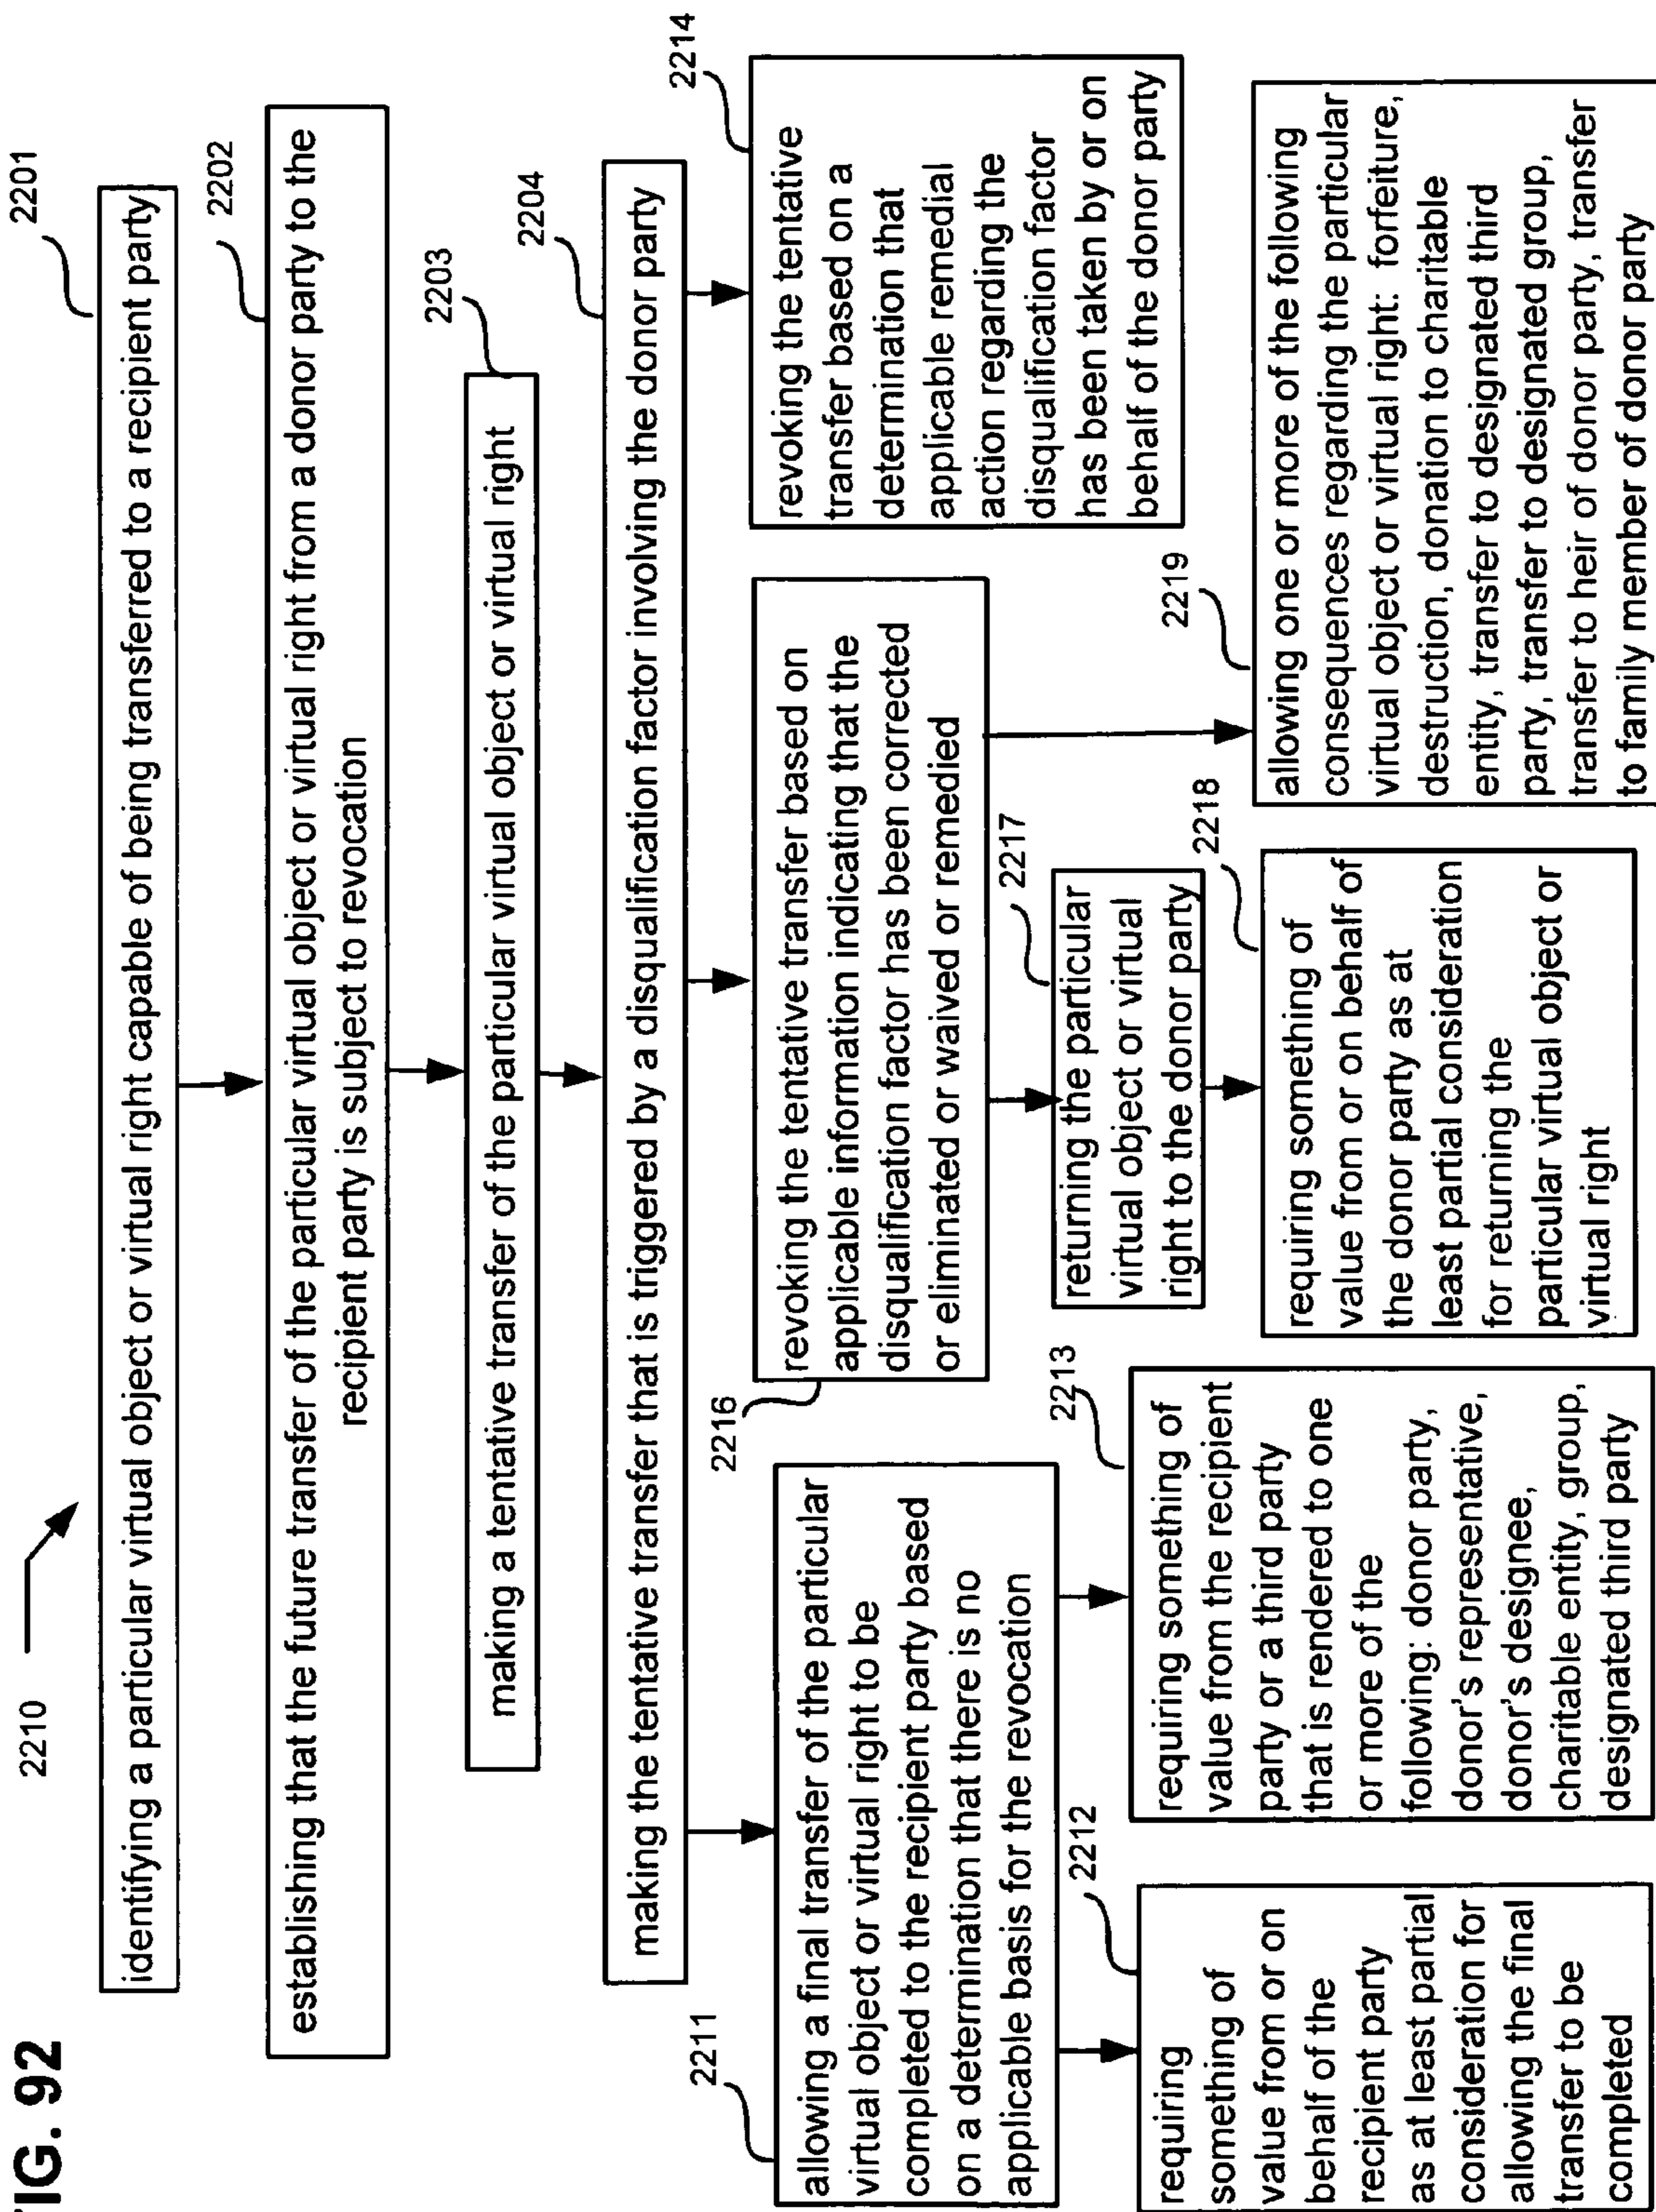 FIG. 92
2210
2201
identifying a particular virtual object or virtual right capable of being transferred to a recipient party
2202
establishing that the future transfer of the particular virtual object or virtual right from a donor party to the
recipient party is subject to revocation
2203
making a tentative transfer of the particular virtual object or virtual right
2204
making the tentative transfer that is triggered by a disqualification factor involving the donor party
2211
allowing a final transfer of the particular
virtual object or virtual right to be
completed to the recipient party based
on a determination that there is no
applicable basis for the revocation
2216
revoking the tentative transfer based on
applicable information indicating that the
disqualification factor has been corrected
or eliminated or waived or remedied
2214
revoking the tentative
transfer based on a
determination that
applicable remedial
action regarding the
disqualification factor
has been taken by or on
behalf of the donor party
2212
requiring
something of
value from or on
behalf of the
recipient party
as at least partial
consideration for
allowing the final
transfer to be
completed
2213
requiring something of
value from the recipient
party or a third party
that is rendered to one
or more of the
following: donor party,
donor's representative,
donor's designee,
charitable entity, group,
designated third party
2217
returning the particular
virtual object or virtual
right to the donor party
2218
requiring something of
value from or on behalf of
the donor party as at
least partial consideration
for returning the
particular virtual object or
virtual right
2219
allowing one or more of the following
consequences regarding the particular
virtual object or virtual right: forfeiture,
destruction, donation to charitable
entity, transfer to designated third
party, transfer to designated group,
transfer to heir of donor party, transfer
to family member of donor party